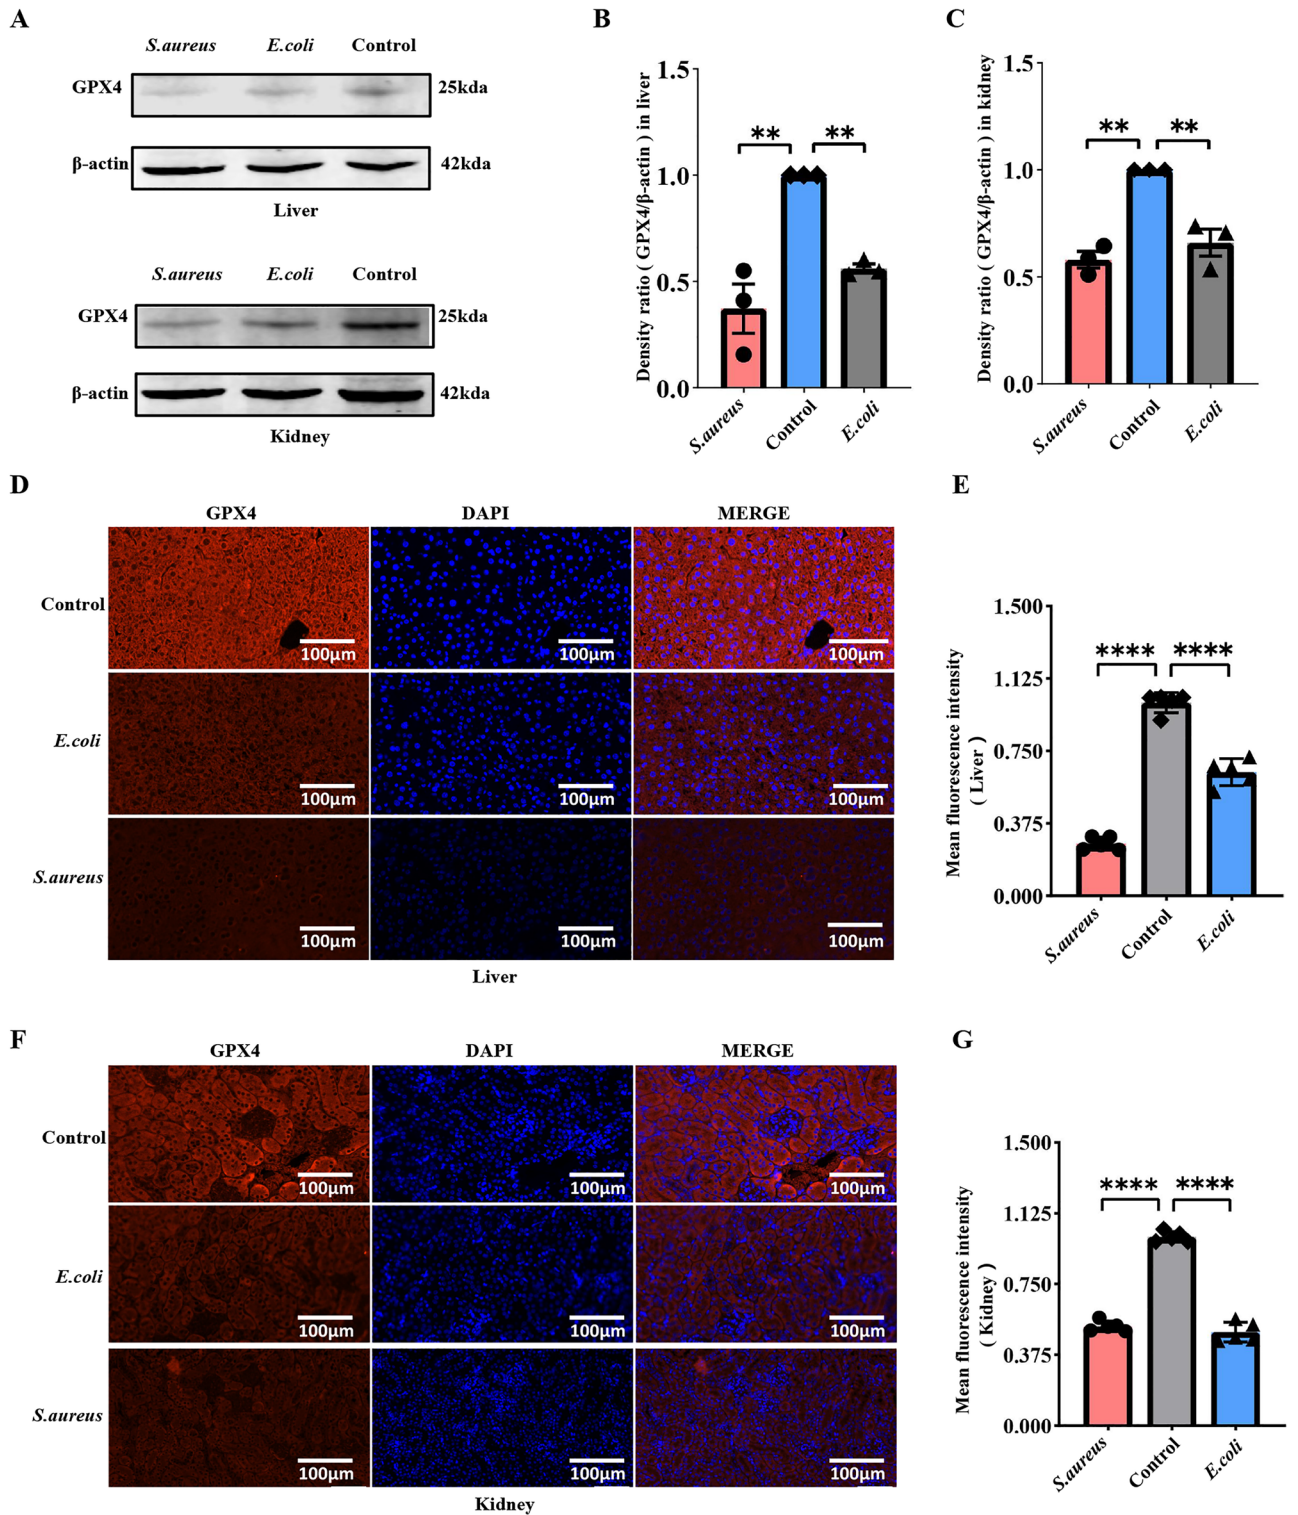 A
S.aureus E.coli Control
GPX4 25kda
β-actin 42kda
Liver
S.aureus E.coli Control
GPX4 25kda
β-actin 42kda
Kidney
B
Density ratio ( GPX4/β-actin ) in liver
1.5
1.0
0.5
0.0
** **
S.aureus Control E.coli
C
Density ratio ( GPX4/β-actin ) in kidney
1.5
1.0
0.5
0.0
** **
S.aureus Control E.coli
D
GPX4 DAPI MERGE
Control
100μm 100μm 100μm
E.coli
100μm 100μm 100μm
S.aureus
100μm 100μm 100μm
Liver
E
Mean fluorescence intensity
( Liver )
1.500
1.125
0.750
0.375
0.000
**** ****
S.aureus Control E.coli
F
GPX4 DAPI MERGE
Control
100μm 100μm 100μm
E.coli
100μm 100μm 100μm
S.aureus
100μm 100μm 100μm
Kidney
G
Mean fluorescence intensity
( Kidney )
1.500
1.125
0.750
0.375
0.000
**** ****
S.aureus Control E.coli